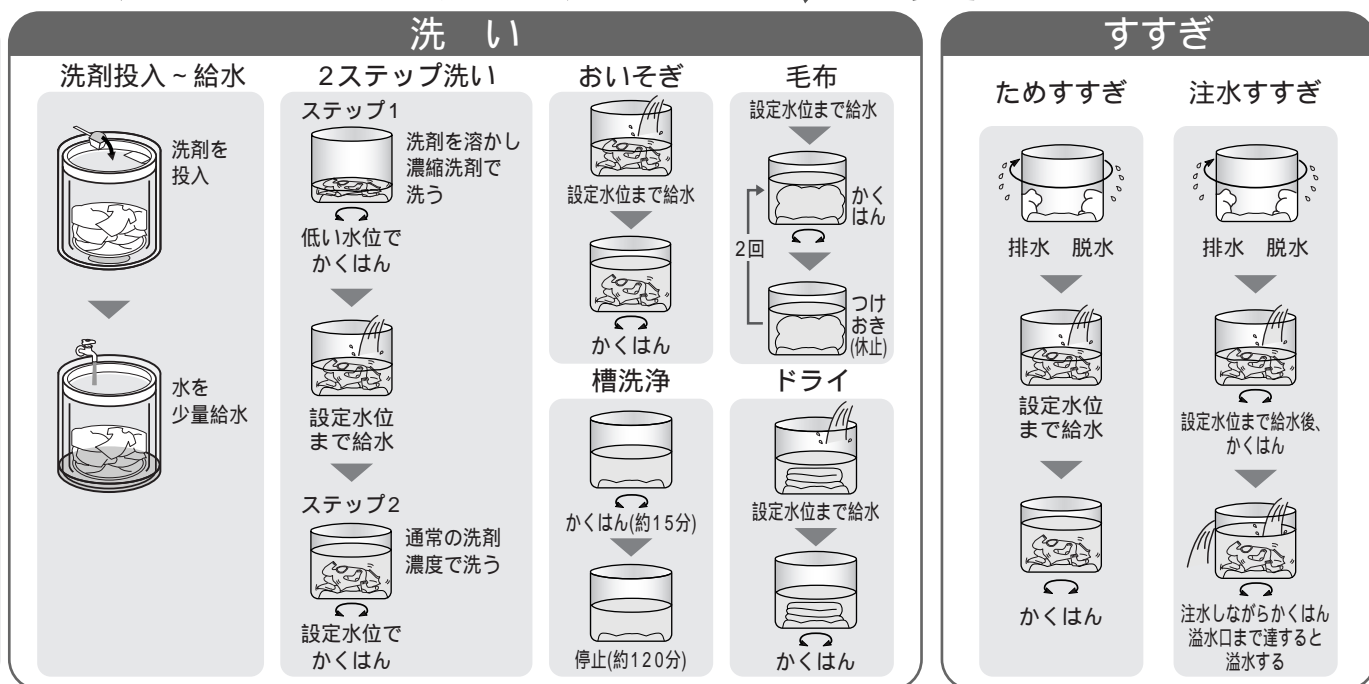 洗 い
洗剤投入~給水
洗剤を
投入
水を
少量給水
2ステップ洗い
ステップ1
洗剤を溶かし
濃縮洗剤で
洗う
低い水位で
かくはん
設定水位
まで給水
ステップ2
通常の洗剤
濃度で洗う
設定水位で
かくはん
おいそぎ
設定水位まで給水
かくはん
毛布
設定水位まで給水
かく
はん
2回
つけ
おき
(休止)
槽洗浄
かくはん(約15分)
停止(約120分)
ドライ
設定水位まで給水
かくはん
すすぎ
ためすすぎ
排水 脱水
設定水位
まで給水
かくはん
注水すすぎ
排水 脱水
設定水位まで給水後、
かくはん
注水しながらかくはん
溢水口まで達すると
溢水する